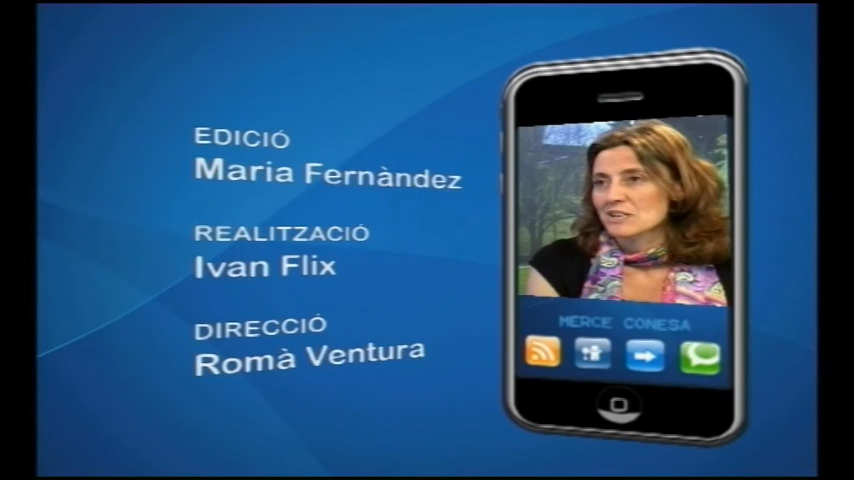 EDICIÓ
Maria Fernàndez
REALITZACIÓ
Ivan Flix
DIRECCIÓ
Romà Ventura
MERCE CONESA